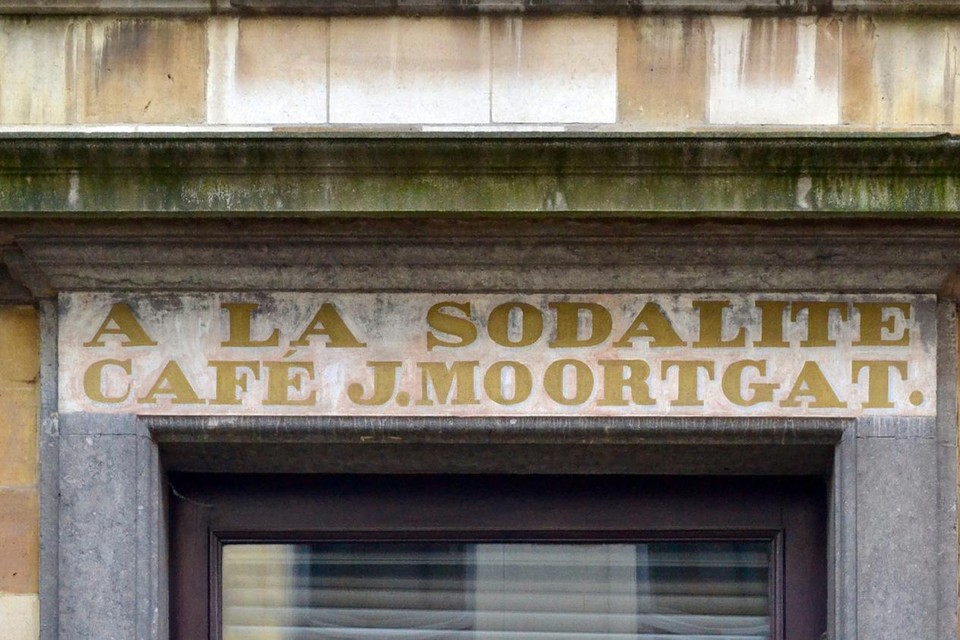 A LA SODALITE
CAFÉ J.MOORTGAT.